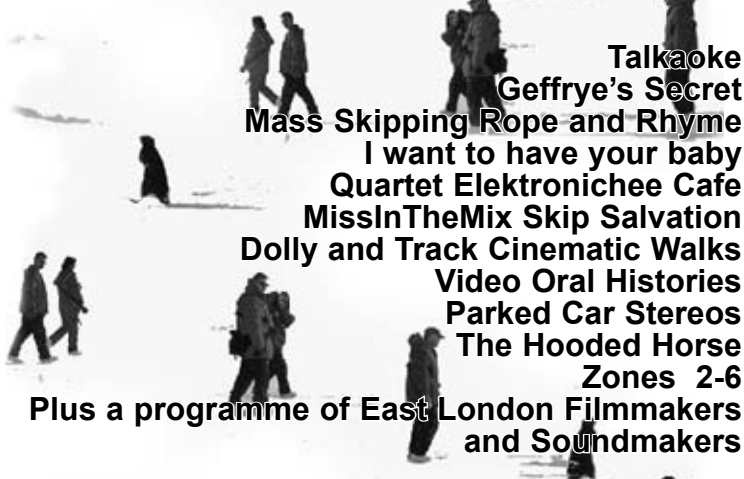 Talkaoke
Geffrye's Secret
Mass Skipping Rope and Rhyme
I want to have your baby
Quartet Elektronichee Cafe
MissInTheMix Skip Salvation
Dolly and Track Cinematic Walks
Video Oral Histories
Parked Car Stereos
The Hooded Horse
Zones 2-6
Plus a programme of East London Filmmakers
and Soundmakers